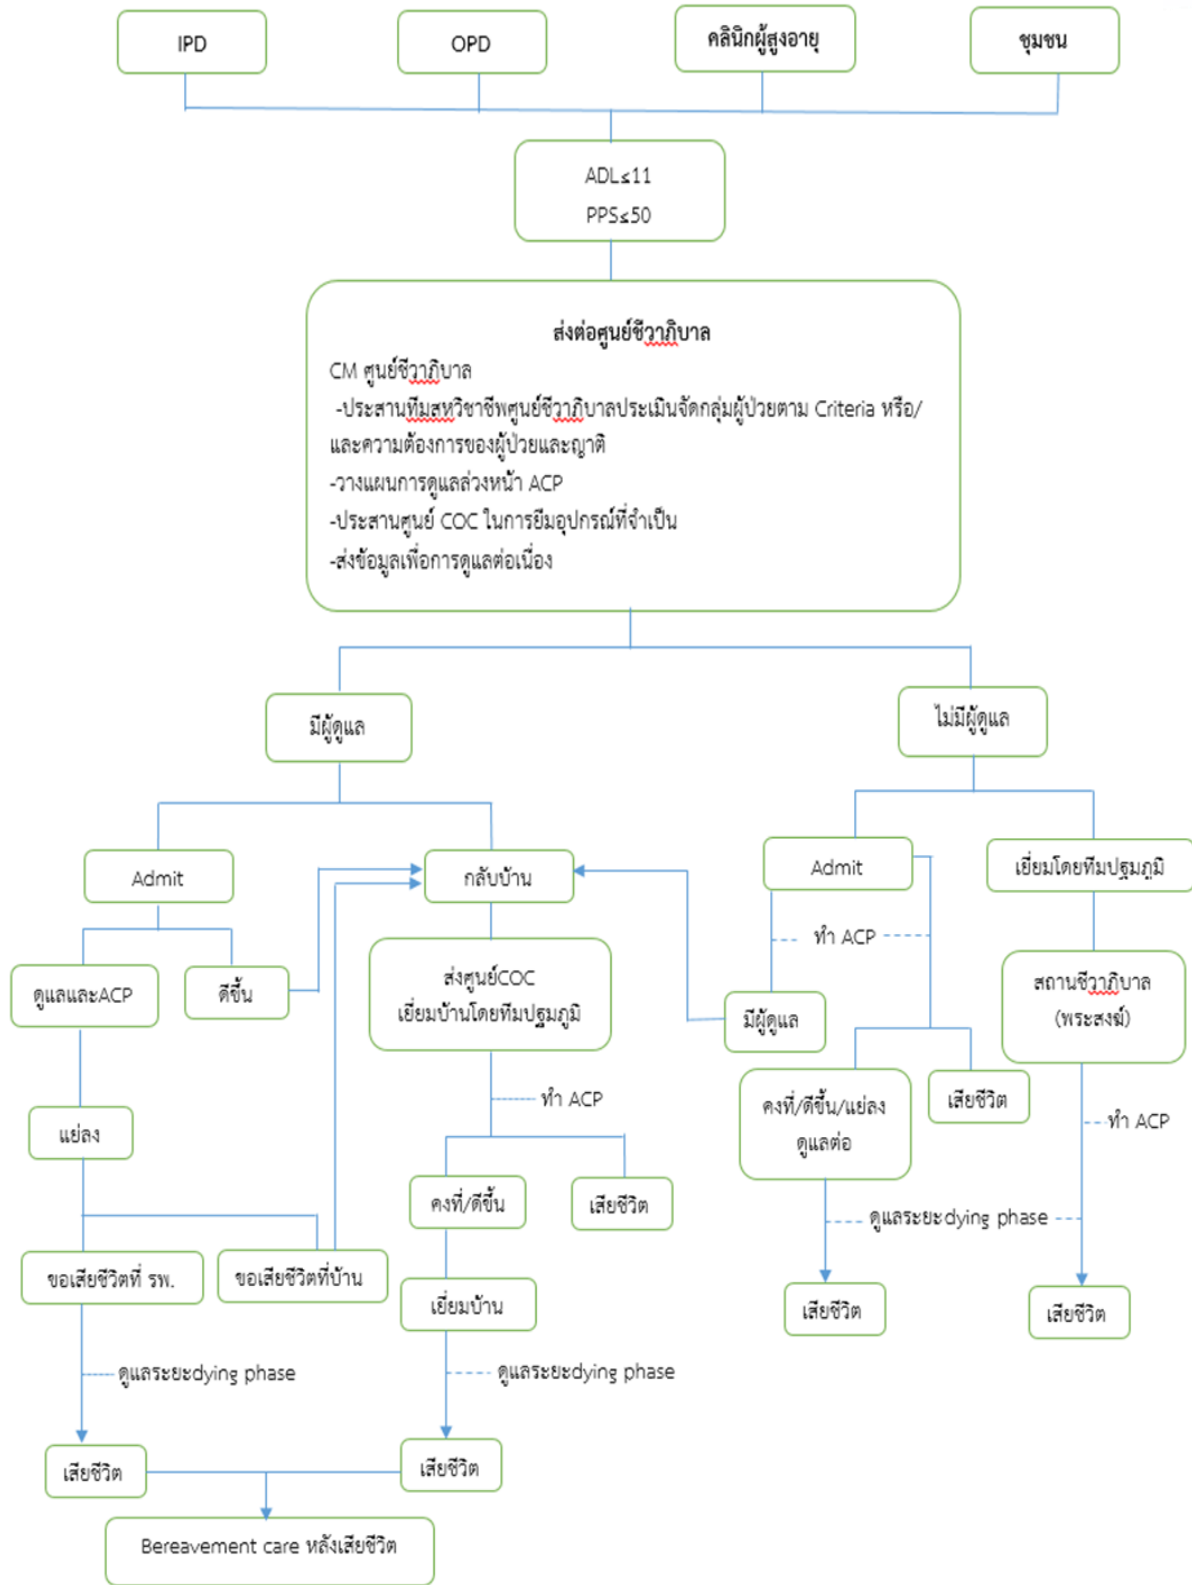 IPD
OPD
คลินิกผู้สูงอายุ
ชุมชน
ADL≤11
PPS≤50
ส่งต่อศูนย์ชีวาภิบาล
CM ศูนย์ชีวาภิบาล
-ประสานทีมสหวิชาชีพศูนย์ชีวาภิบาลประเมินจัดกลุ่มผู้ป่วยตาม Criteria หรือ/
และความต้องการของผู้ป่วยและญาติ
-วางแผนการดูแลล่วงหน้า ACP
-ประสานศูนย์ COC ในการยืมอุปกรณ์ที่จำเป็น
-ส่งข้อมูลเพื่อการดูแลต่อเนื่อง
มีผู้ดูแล
ไม่มีผู้ดูแล
Admit
กลับบ้าน
Admit
เยี่ยมโดยทีมปฐมภูมิ
ดูแลและACP
ดีขึ้น
ส่งศูนย์COC
เยี่ยมบ้านโดยทีมปฐมภูมิ
ทำ ACP
มีผู้ดูแล
สถานชีวาภิบาล
(พระสงฆ์)
แย่ลง
ทำ ACP
คงที่/ดีขึ้น/แย่ลง
ดูแลต่อ
เสียชีวิต
ทำ ACP
คงที่/ดีขึ้น
เสียชีวิต
ดูแลระยะdying phase
ขอเสียชีวิตที่ รพ.
ขอเสียชีวิตที่บ้าน
เยี่ยมบ้าน
เสียชีวิต
เสียชีวิต
ดูแลระยะdying phase
ดูแลระยะdying phase
เสียชีวิต
เสียชีวิต
Bereavement care หลังเสียชีวิต